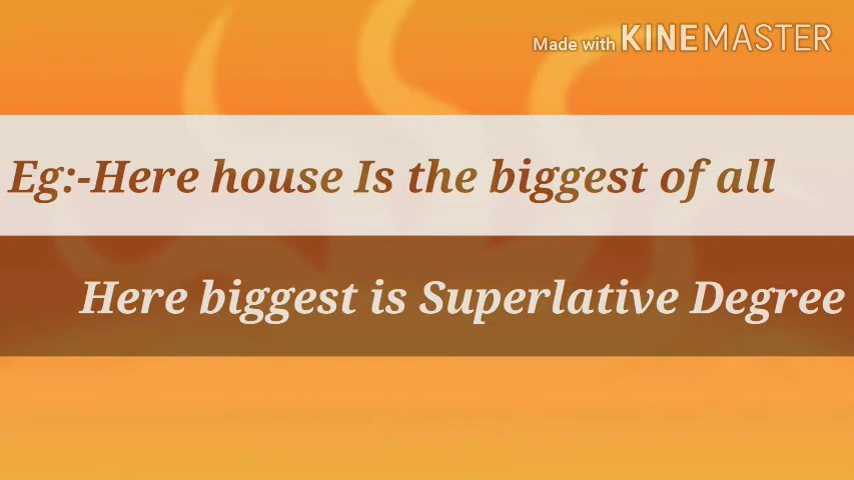 Made with KINEMASTER
Eg:-Here house Is the biggest of all
Here biggest is Superlative Degree